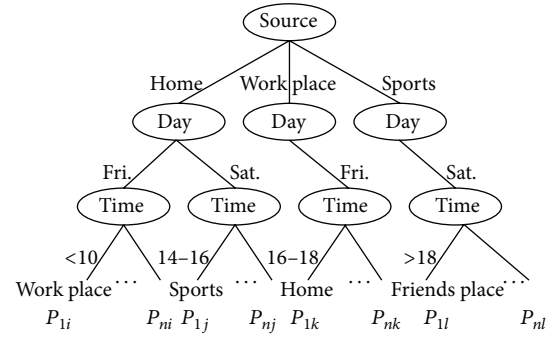 Source
Home Work place Sports
Day Day Day
Fri. Sat. Fri. Sat.
Time Time Time Time
<10 14–16 16–18 >18
Work place ... Sports ... Home ... Friends place ...
P1i Pni P1j Pnj P1k Pnk P1l Pnl